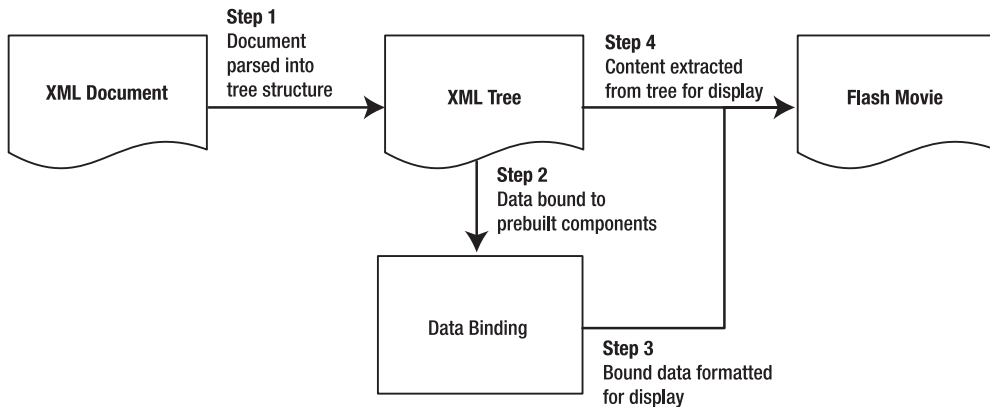 XML Document
Step 1
Document
parsed into
tree structure
XML Tree
Step 4
Content extracted
from tree for display
Flash Movie
Step 2
Data bound to
prebuilt components
Data Binding
Step 3
Bound data formatted
for display